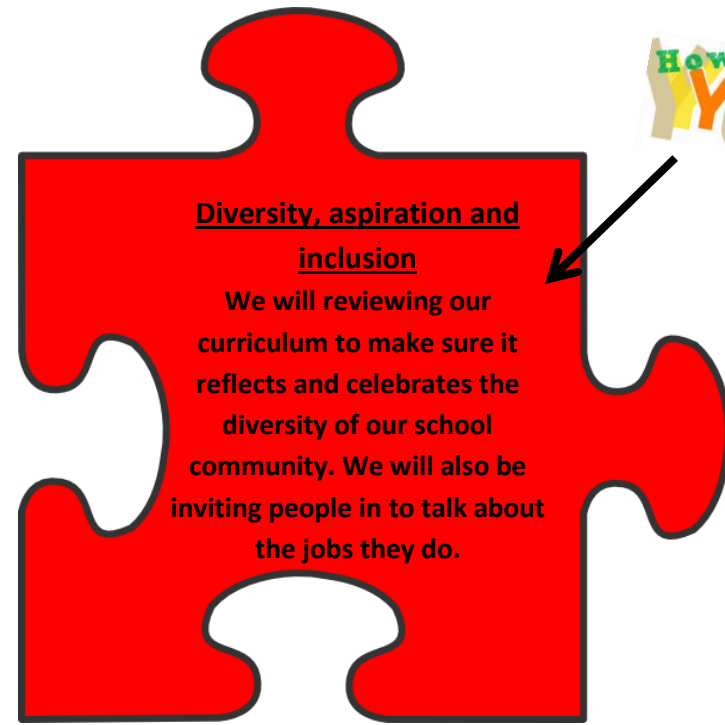 How
Diversity, aspiration and
inclusion
We will reviewing our
curriculum to make sure it
reflects and celebrates the
diversity of our school
community. We will also be
inviting people in to talk about
the jobs they do.